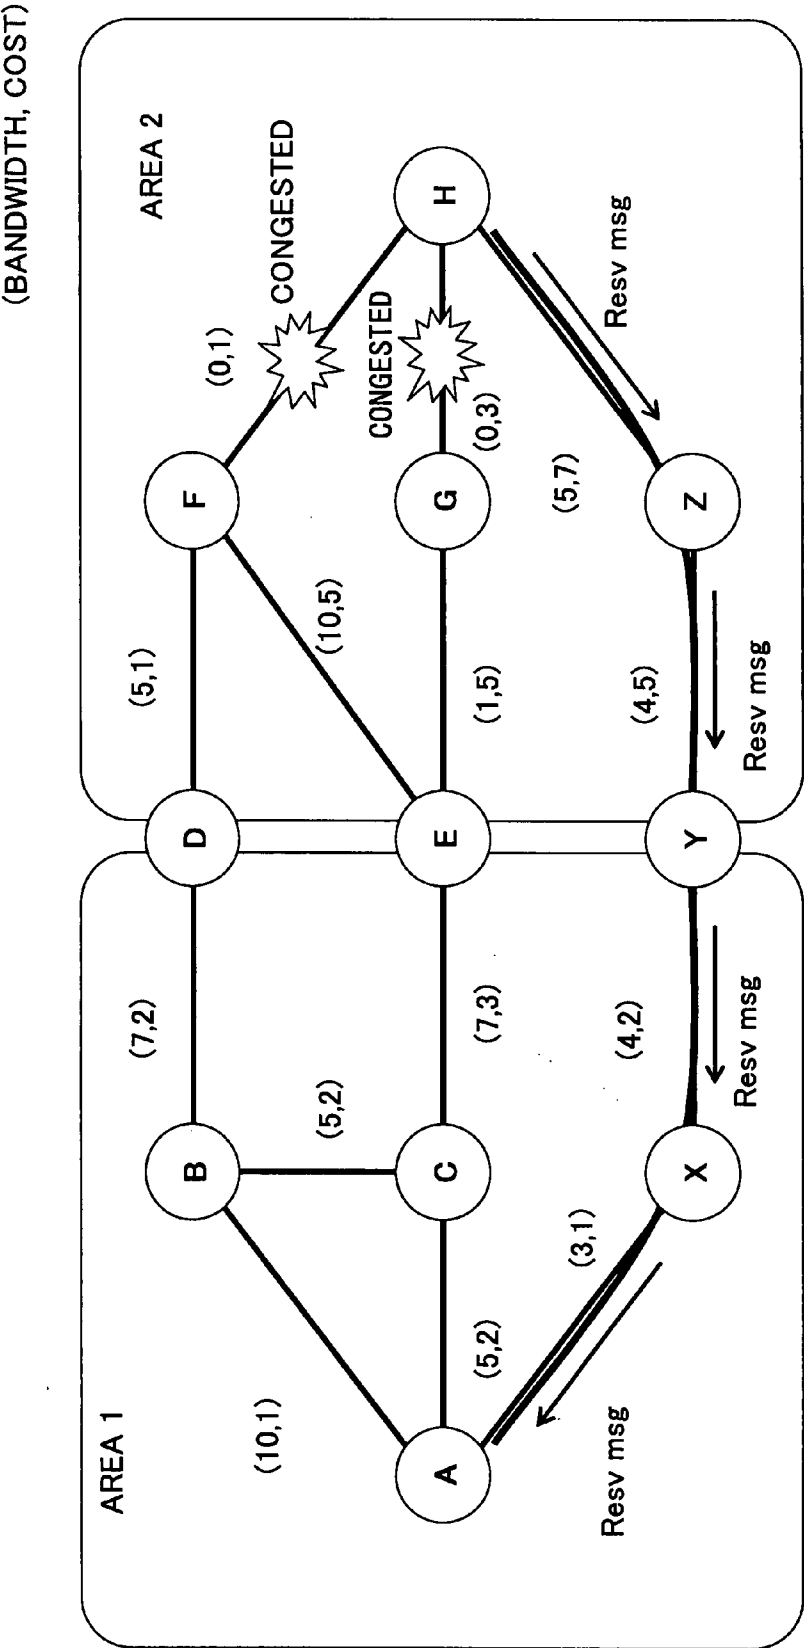 (BANDWIDTH, COST)
AREA 1
AREA 2
(10,1)
(7,2)
(5,1)
(0,1)
CONGESTED
B
D
F
(5,2)
(10,5)
CONGESTED
A
C
E
G
H
(5,2)
(7,3)
(1,5)
(0,3)
(3,1)
(4,2)
(4,5)
(5,7)
X
Y
Z
Resv msg
Resv msg
Resv msg
Resv msg